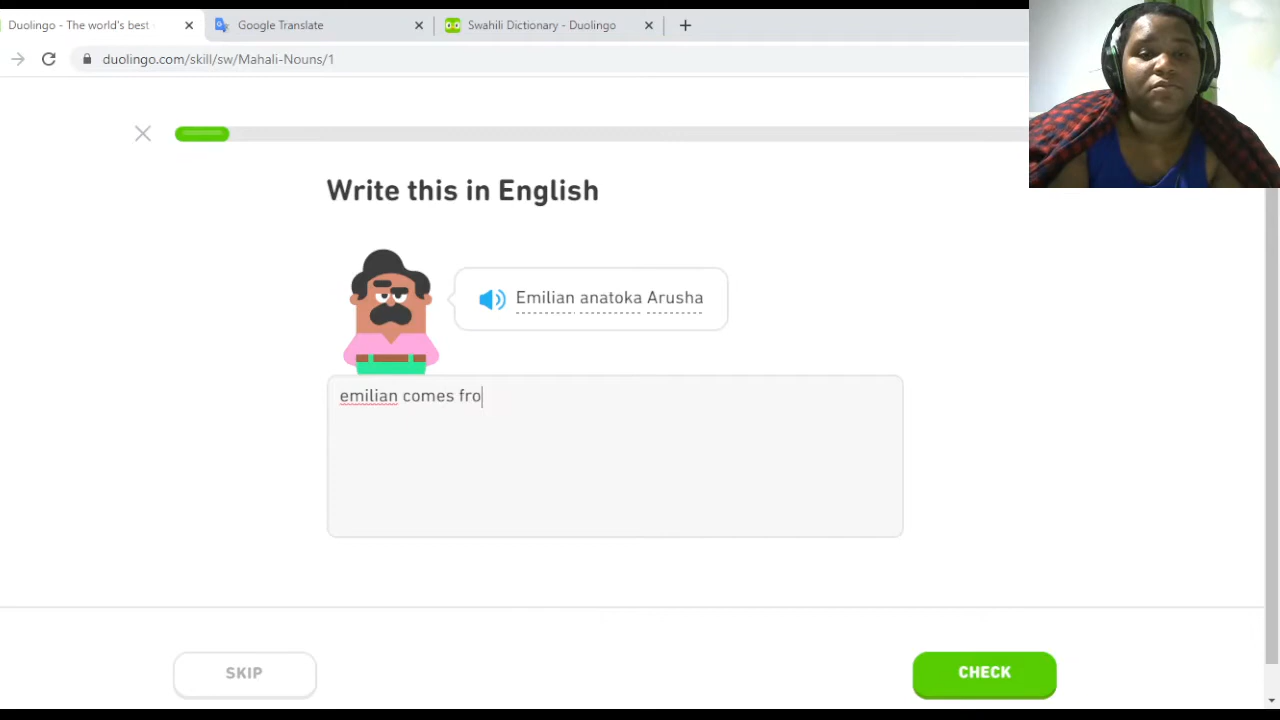 Duolingo - The world's best
Google Translate
Swahili Dictionary - Duolingo
duolingo.com/skill/sw/Mahali-Nouns/1
Write this in English
Emilian anatoka Arusha
emilian comes fro
SKIP
CHECK